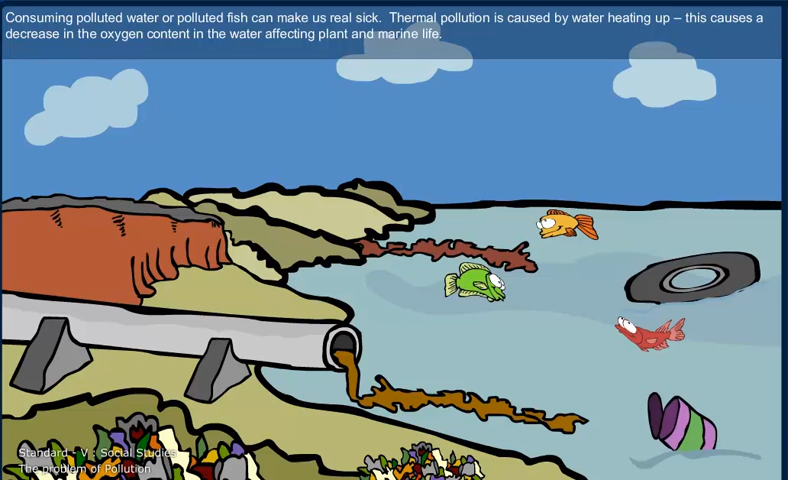 Consuming polluted water or polluted fish can make us real sick.  Thermal pollution is caused by water heating up – this causes a
decrease in the oxygen content in the water affecting plant and marine life.
Standard - V : Social Studies
The problem of Pollution